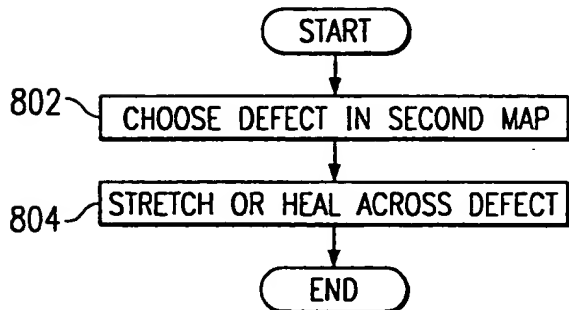 START
802 CHOOSE DEFECT IN SECOND MAP
804 STRETCH OR HEAL ACROSS DEFECT
END